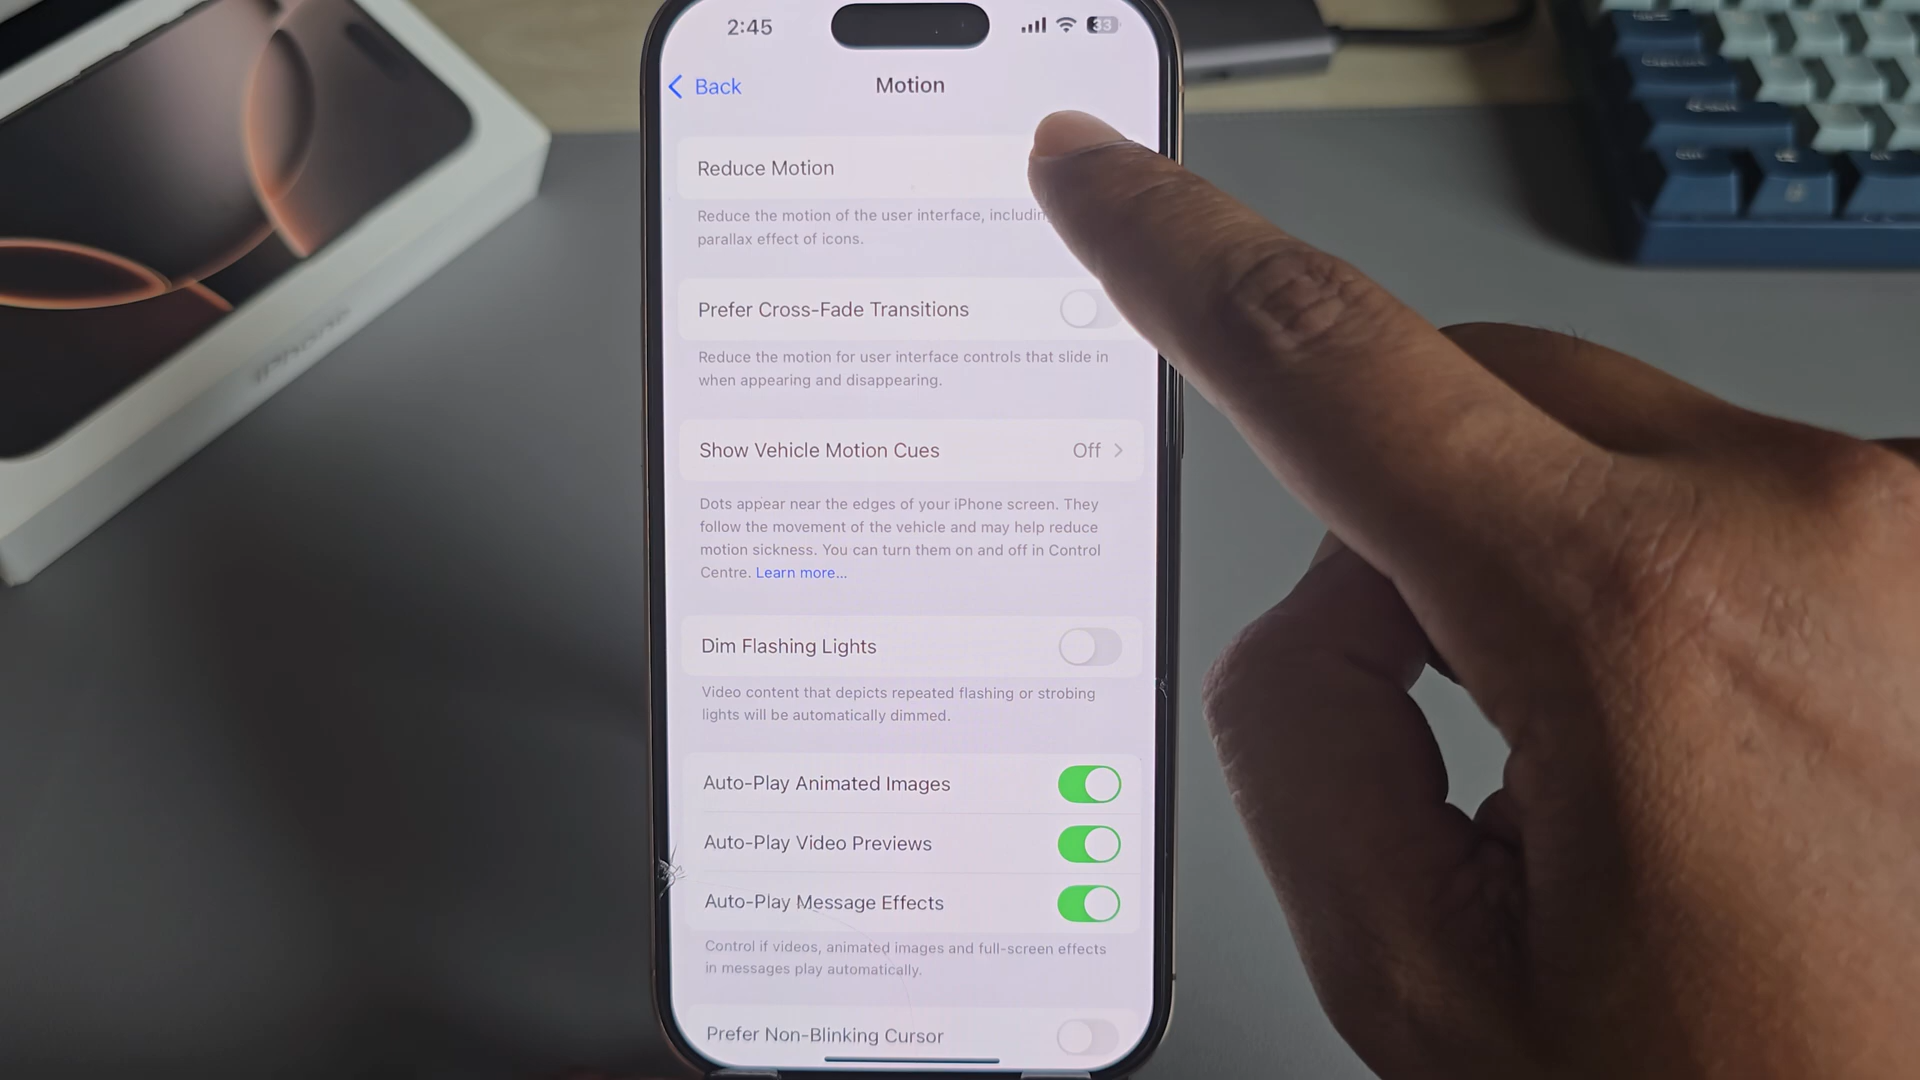 2:45
33
Back
Motion
Reduce Motion
Reduce the motion of the user interface, includin
parallax effect of icons.
Prefer Cross-Fade Transitions
Reduce the motion for user interface controls that slide in
when appearing and disappearing.
Show Vehicle Motion Cues
Off
Dots appear near the edges of your iPhone screen. They
follow the movement of the vehicle and may help reduce
motion sickness. You can turn them on and off in Control
Centre. Learn more...
Dim Flashing Lights
Video content that depicts repeated flashing or strobing
lights will be automatically dimmed.
Auto-Play Animated Images
Auto-Play Video Previews
Auto-Play Message Effects
Control if videos, animated images and full-screen effects
in messages play automatically.
Prefer Non-Blinking Cursor